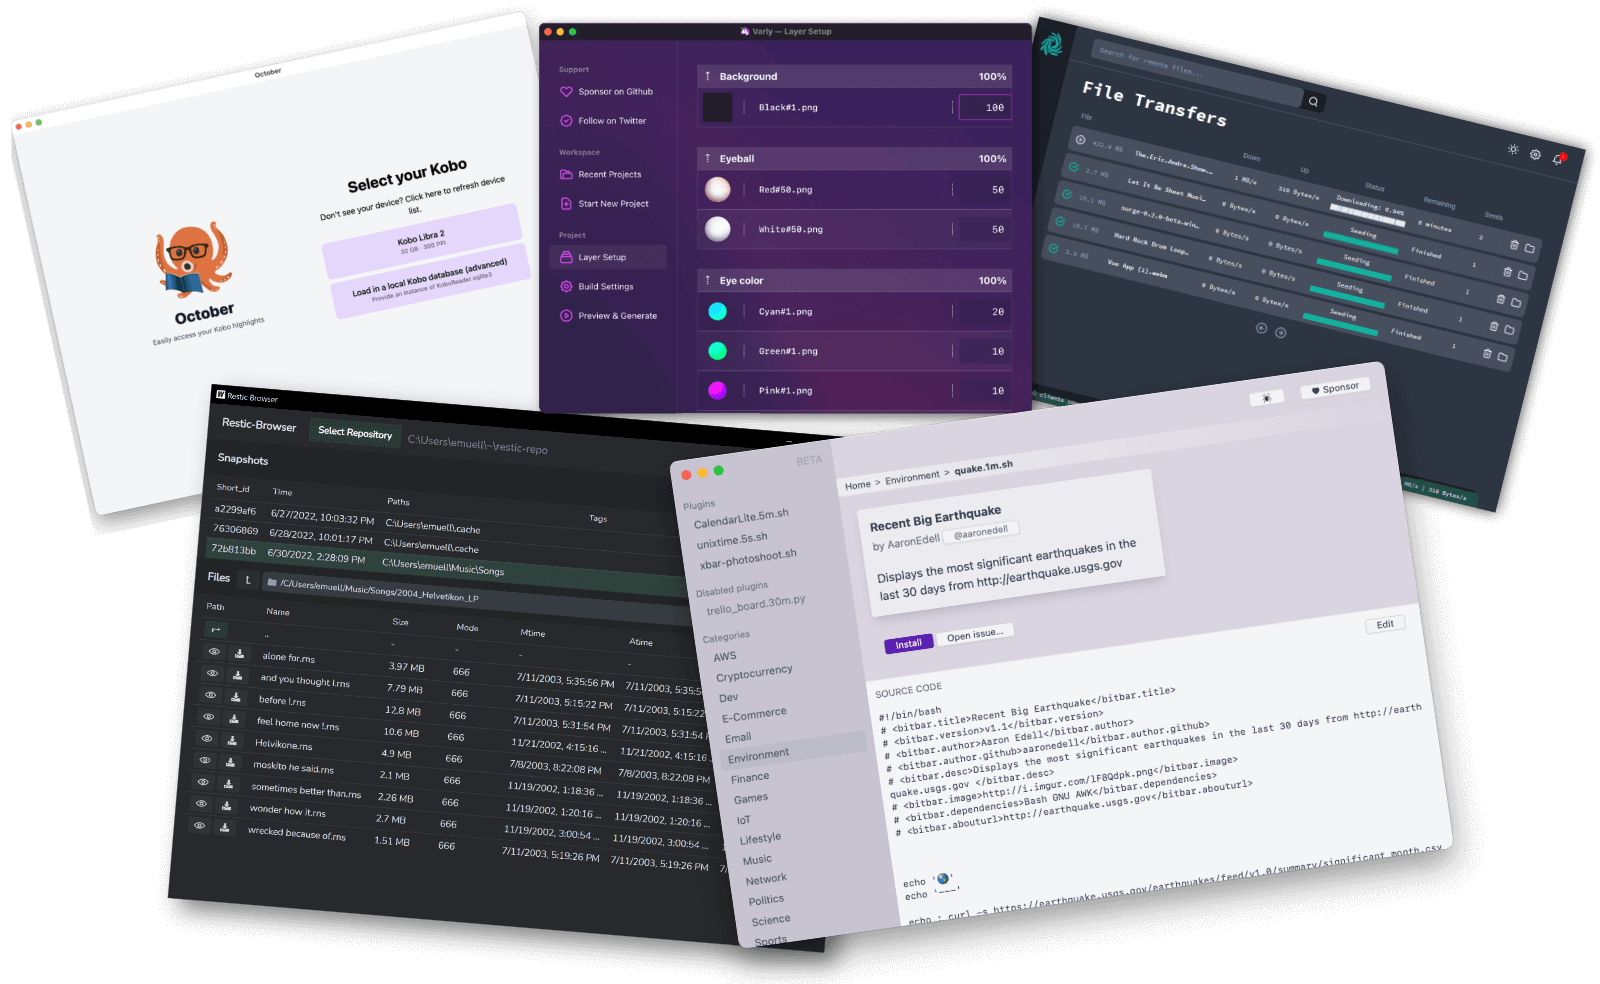 October
Select your Kobo
Don't see your device? Click here to refresh device
list.
Kobo Libra 2
32 GB · 300 PPI
Load in a local Kobo database (advanced)
Provide an instance of KoboReader.sqlite3
October
Easily access your Kobo highlights
Varly — Layer Setup
Support
Sponsor on Github
Follow on Twitter
Workspace
Recent Projects
Start New Project
Project
Layer Setup
Build Settings
Preview & Generate
Background 100%
Black#1.png 100
Eyeball 100%
Red#50.png 50
White#50.png 50
Eye color 100%
Cyan#1.png 20
Green#1.png 10
Pink#1.png 10
Search for remote files...
File Transfers
File Down Up Status Remaining Seeds
422.8 MB The.Eric.Andre.Show.... 1 MB/s 310 Bytes/s Downloading: 6.94% 6 minutes 2
2.7 MB Let It Be Sheet Musi... 0 Bytes/s 0 Bytes/s Seeding Finished 1
surge-0.2.0-beta.win... 0 Bytes/s 0 Bytes/s Seeding Finished 1
19.7 MB Hard Rock Drum Loop... 0 Bytes/s 0 Bytes/s Seeding Finished 1
Vue App (2).webm 0 Bytes/s 0 Bytes/s Seeding Finished 1
MB/s | 310 Bytes/s
Restic Browser
Restic-Browser Select Repository C:\Users\emuell\~\restic-repo
Snapshots
Short_id Time Paths Tags
a2299af6 6/27/2022, 10:03:32 PM C:\Users\emuell\.cache
76306869 6/28/2022, 10:01:17 PM C:\Users\emuell\.cache
72b813bb 6/30/2022, 2:28:09 PM C:\Users\emuell\Music\Songs
Files /C/Users/emuell/Music/Songs/2004_Helvetikon_LP
Path Name Size Mode Mtime Atime
.. - - - -
alone for.rns 3.97 MB 666 7/11/2003, 5:35:56 PM 7/11/2003, 5:35:5
and you thought I.rns 7.79 MB 666 7/11/2003, 5:15:22 PM 7/11/2003, 5:15:22
before I.rns 12.8 MB 666 7/11/2003, 5:31:54 PM 7/11/2003, 5:31:54
feel home now !.rns 10.6 MB 666 11/21/2002, 4:15:16 ... 11/21/2002, 4:15:16
Helvikone.rns 4.9 MB 666 7/8/2003, 8:22:08 PM 7/8/2003, 8:22:08 PM
moskito he said.rns 2.1 MB 666 11/19/2002, 1:18:36 ... 11/19/2002, 1:18:36 ...
sometimes better than.rns 2.26 MB 666 11/19/2002, 1:20:16 ... 11/19/2002, 1:20:16 ...
wonder how it.rns 2.7 MB 666 11/19/2002, 3:00:54 ... 11/19/2002, 3:00:54 ...
wrecked because of.rns 1.51 MB 666 7/11/2003, 5:19:26 PM 7/11/2003, 5:19:26 PM
BETA
Plugins
CalendarLite.5m.sh
unixtime.5s.sh
xbar-photoshoot.sh
Disabled plugins
trello_board.30m.py
Categories
AWS
Cryptocurrency
Dev
E-Commerce
Email
Environment
Finance
Games
IoT
Lifestyle
Music
Network
Politics
Science
Sports
Sponsor
Home > Environment > quake.1m.sh
Recent Big Earthquake
by AaronEdell @aaronedell
Displays the most significant earthquakes in the
last 30 days from http://earthquake.usgs.gov
Install Open issue...
Edit
SOURCE CODE
#!/bin/bash
# <bitbar.title>Recent Big Earthquake</bitbar.title>
# <bitbar.version>v1.1</bitbar.version>
# <bitbar.author>Aaron Edell</bitbar.author>
# <bitbar.author.github>aaronedell</bitbar.author.github>
# <bitbar.desc>Displays the most significant earthquakes in the last 30 days from http://earth
quake.usgs.gov </bitbar.desc>
# <bitbar.image>http://i.imgur.com/lF8Qdpk.png</bitbar.image>
# <bitbar.dependencies>Bash GNU AWK</bitbar.dependencies>
# <bitbar.abouturl>http://earthquake.usgs.gov</bitbar.abouturl>
echo '🌏'
echo '---'
echo ; curl -s https://earthquake.usgs.gov/earthquakes/feed/v1.0/summary/significant_month.csv